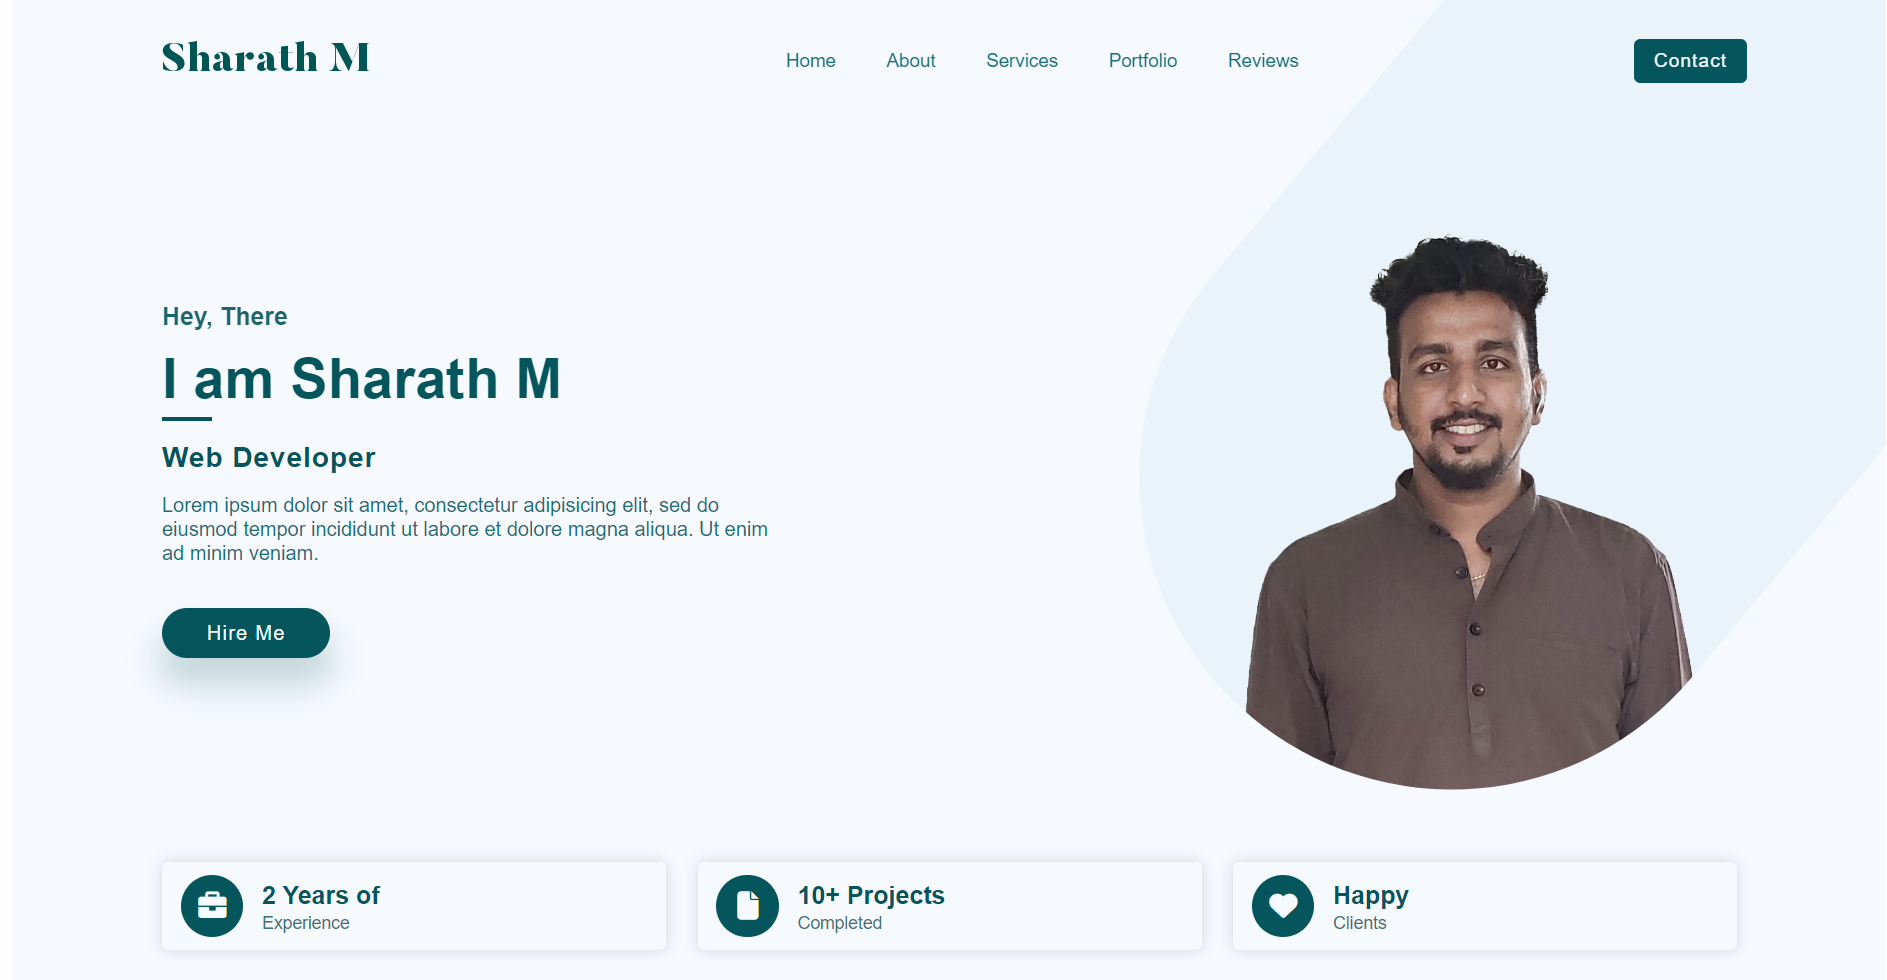 Sharath M
Home About Services Portfolio Reviews
Contact
Hey, There
I am Sharath M
Web Developer
Lorem ipsum dolor sit amet, consectetur adipisicing elit, sed do
eiusmod tempor incididunt ut labore et dolore magna aliqua. Ut enim
ad minim veniam.
Hire Me
2 Years of
Experience
10+ Projects
Completed
Happy
Clients